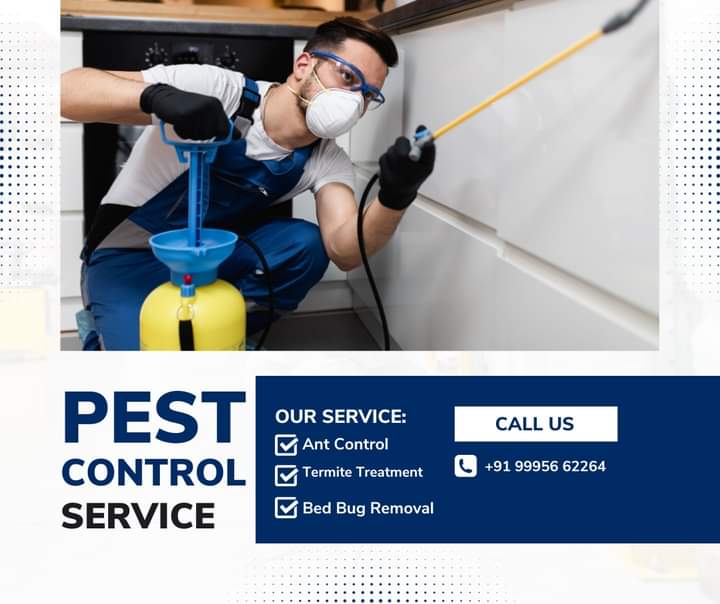 PEST
CONTROL
SERVICE
OUR SERVICE:
Ant Control
Termite Treatment
Bed Bug Removal
CALL US
+91 99956 62264